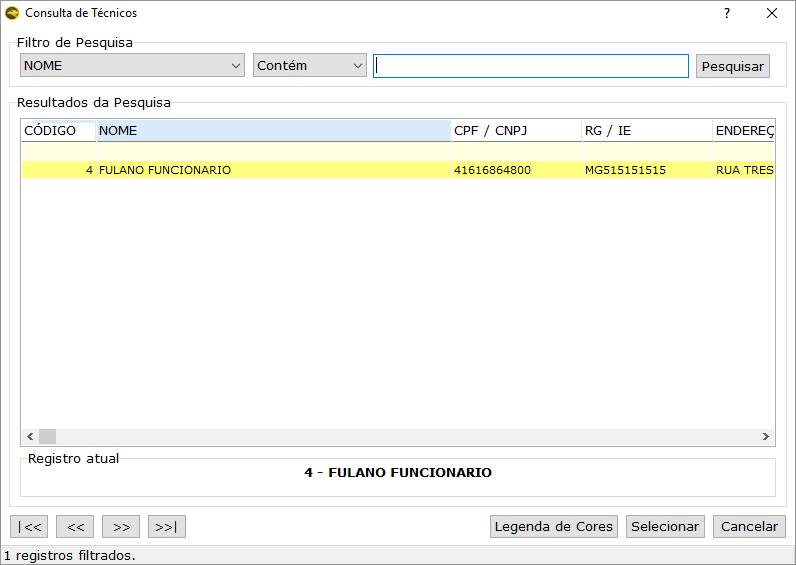 Consulta de Técnicos
?
Filtro de Pesquisa
NOME Contém Pesquisar
Resultados da Pesquisa
CÓDIGO NOME CPF / CNPJ RG / IE ENDEREÇ
4 FULANO FUNCIONARIO 41616864800 MG515151515 RUA TRES
Registro atual
4 - FULANO FUNCIONARIO
|<< << >> >>| Legenda de Cores Selecionar Cancelar
1 registros filtrados.